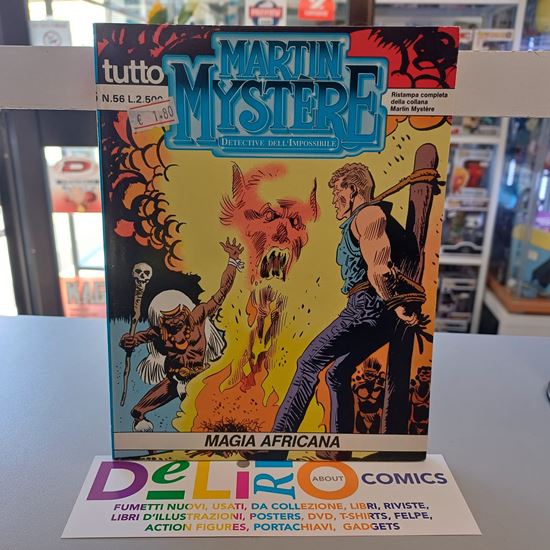 tutto
MARTIN
MYSTÈRE
DETECTIVE DELL'IMPOSSIBILE
N.56 L.2.500
€ 1.80
Ristampa completa
della collana
Martin Mystère
MAGIA AFRICANA
DeLiRiO ABOUT COMICS
FUMETTI NUOVI, USATI, DA COLLEZIONE, LIBRI, RIVISTE,
LIBRI D'ILLUSTRAZIONI, POSTERS, DVD, T-SHIRTS, FELPE,
ACTION FIGURES, PORTACHIAVI, GADGETS